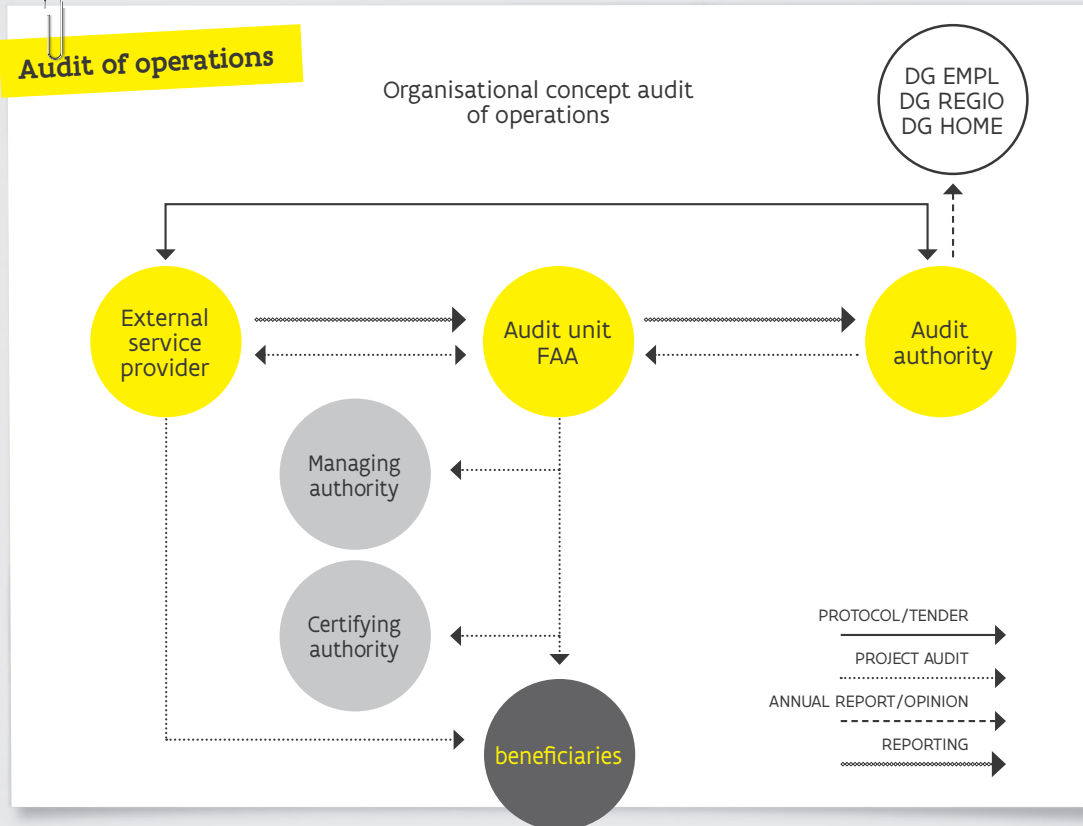 Audit of operations
Organisational concept audit
of operations
DG EMPL
DG REGIO
DG HOME
External
service
provider
Audit unit
FAA
Audit
authority
Managing
authority
Certifying
authority
beneficiaries
PROTOCOL/TENDER
PROJECT AUDIT
ANNUAL REPORT/OPINION
REPORTING